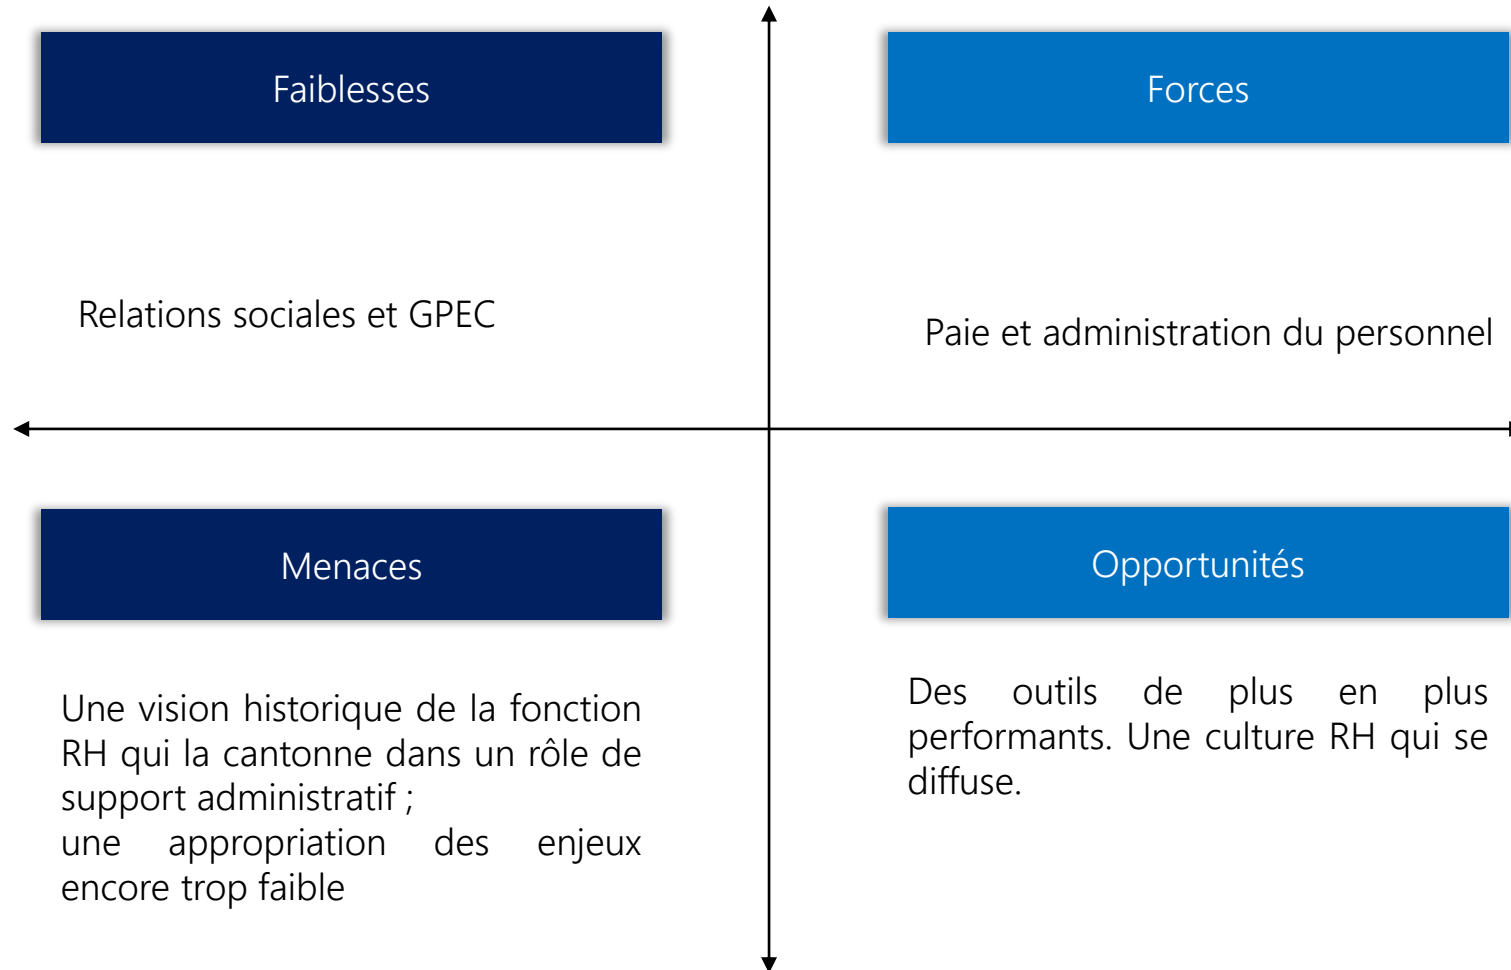 Faiblesses
Forces
Relations sociales et GPEC
Paie et administration du personnel
Menaces
Opportunités
Une vision historique de la fonction
RH qui la cantonne dans un rôle de
support administratif ;
une appropriation des enjeux
encore trop faible
Des outils de plus en plus
performants. Une culture RH qui se
diffuse.